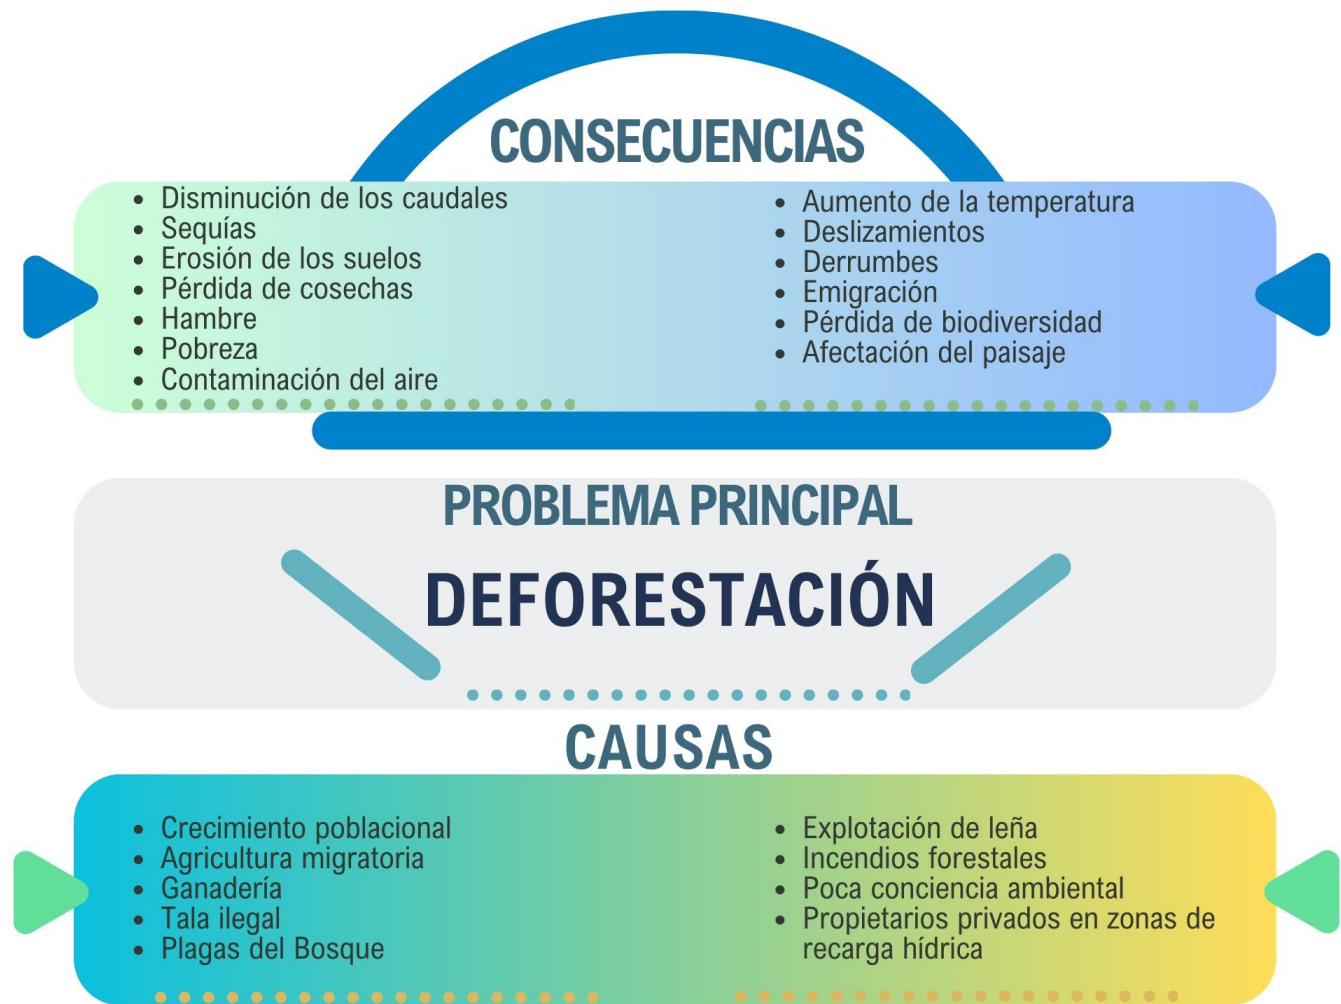 CONSECUENCIAS
Disminución de los caudales
Sequías
Erosión de los suelos
Pérdida de cosechas
Hambre
Pobreza
Contaminación del aire
Aumento de la temperatura
Deslizamientos
Derrumbes
Emigración
Pérdida de biodiversidad
Afectación del paisaje
PROBLEMA PRINCIPAL
DEFORESTACIÓN
CAUSAS
Crecimiento poblacional
Agricultura migratoria
Ganadería
Tala ilegal
Plagas del Bosque
Explotación de leña
Incendios forestales
Poca conciencia ambiental
Propietarios privados en zonas de
recarga hídrica